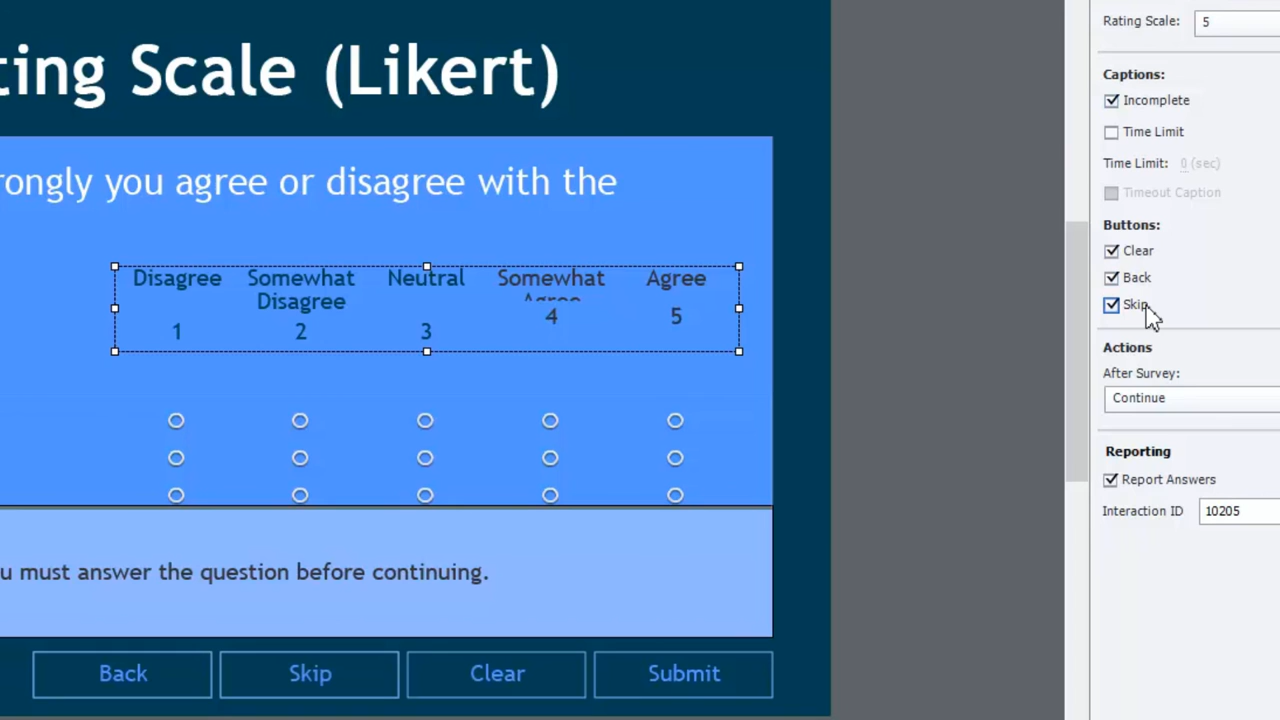 ting Scale (Likert)
rongly you agree or disagree with the
Disagree Somewhat Disagree Neutral Somewhat Agree Agree
1 2 3 4 5
u must answer the question before continuing.
Back Skip Clear Submit
Rating Scale: 5
Captions:
Incomplete
Time Limit
Time Limit: 0 (sec)
Timeout Caption
Buttons:
Clear
Back
Skip
Actions
After Survey:
Continue
Reporting
Report Answers
Interaction ID 10205